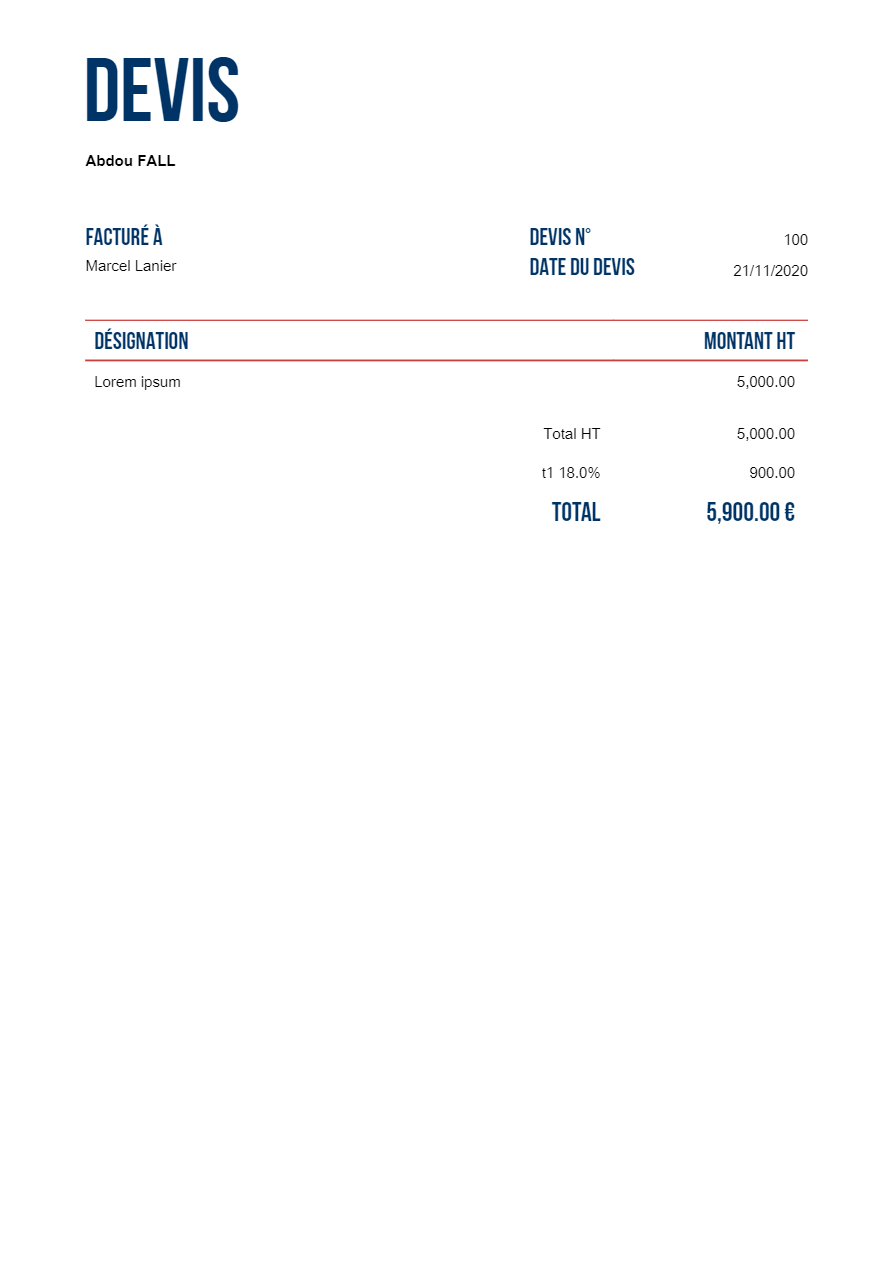 DEVIS
Abdou FALL
FACTURÉ À
Marcel Lanier
DEVIS N° 100
DATE DU DEVIS 21/11/2020
DÉSIGNATION MONTANT HT
Lorem ipsum 5,000.00
Total HT 5,000.00
t1 18.0% 900.00
TOTAL 5,900.00 €